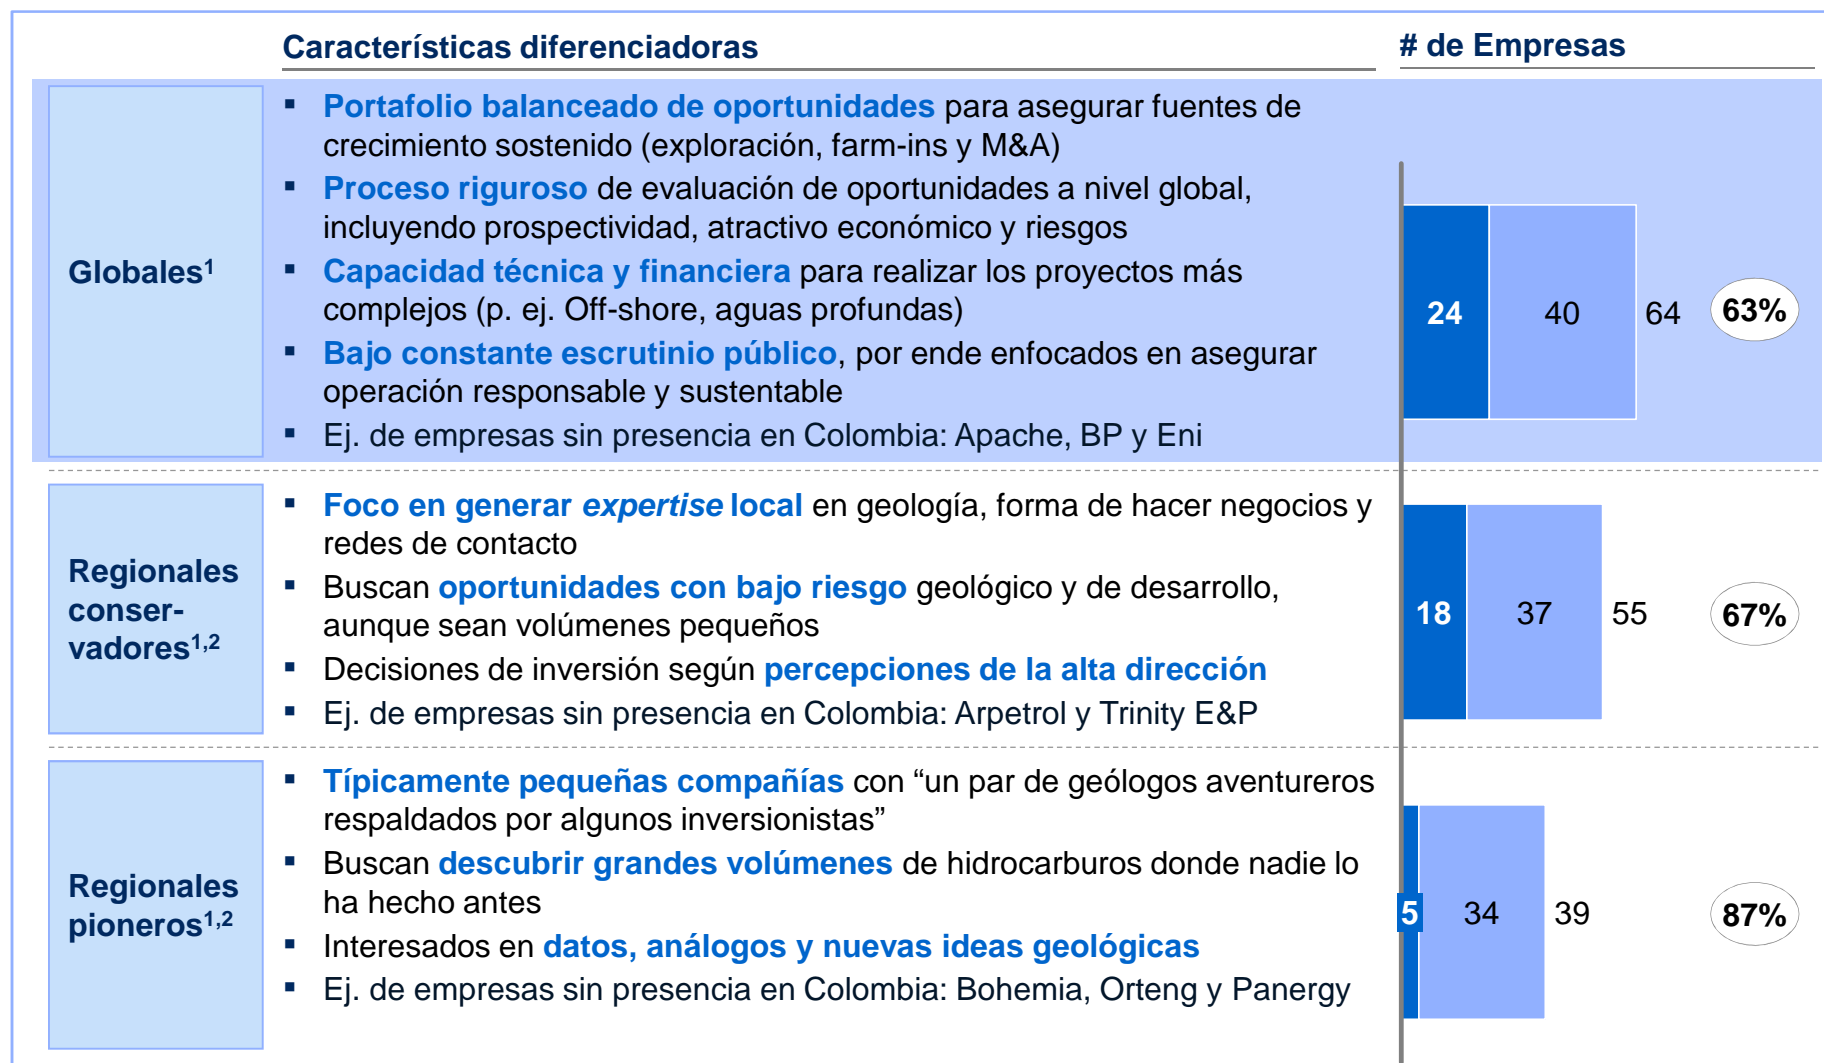 Características diferenciadoras
# de Empresas
Globales1
▪ Portafolio balanceado de oportunidades para asegurar fuentes de
crecimiento sostenido (exploración, farm-ins y M&A)
▪ Proceso riguroso de evaluación de oportunidades a nivel global,
incluyendo prospectividad, atractivo económico y riesgos
▪ Capacidad técnica y financiera para realizar los proyectos más
complejos (p. ej. Off-shore, aguas profundas)
▪ Bajo constante escrutinio público, por ende enfocados en asegurar
operación responsable y sustentable
▪ Ej. de empresas sin presencia en Colombia: Apache, BP y Eni
24 40 64 63%
Regionales
conser-
vadores1,2
▪ Foco en generar expertise local en geología, forma de hacer negocios y
redes de contacto
▪ Buscan oportunidades con bajo riesgo geológico y de desarrollo,
aunque sean volúmenes pequeños
▪ Decisiones de inversión según percepciones de la alta dirección
▪ Ej. de empresas sin presencia en Colombia: Arpetrol y Trinity E&P
18 37 55 67%
Regionales
pioneros1,2
▪ Típicamente pequeñas compañías con “un par de geólogos aventureros
respaldados por algunos inversionistas”
▪ Buscan descubrir grandes volúmenes de hidrocarburos donde nadie lo
ha hecho antes
▪ Interesados en datos, análogos y nuevas ideas geológicas
▪ Ej. de empresas sin presencia en Colombia: Bohemia, Orteng y Panergy
5 34 39 87%